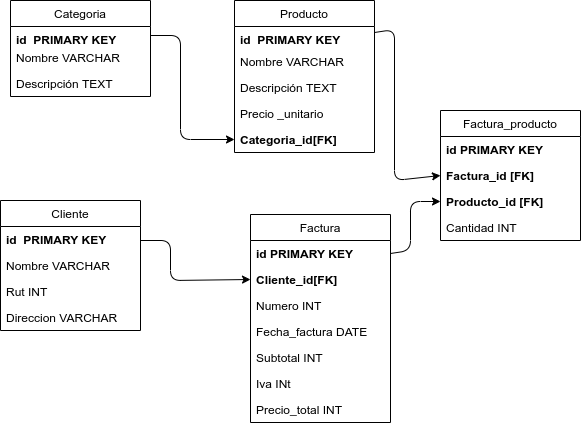 Categoria
id  PRIMARY KEY
Nombre VARCHAR
Descripción TEXT
Producto
id  PRIMARY KEY
Nombre VARCHAR
Descripción TEXT
Precio _unitario
Categoria_id[FK]
Factura_producto
id PRIMARY KEY
Factura_id [FK]
Producto_id [FK]
Cantidad INT
Cliente
id  PRIMARY KEY
Nombre VARCHAR
Rut INT
Direccion VARCHAR
Factura
id PRIMARY KEY
Cliente_id[FK]
Numero INT
Fecha_factura DATE
Subtotal INT
Iva INt
Precio_total INT